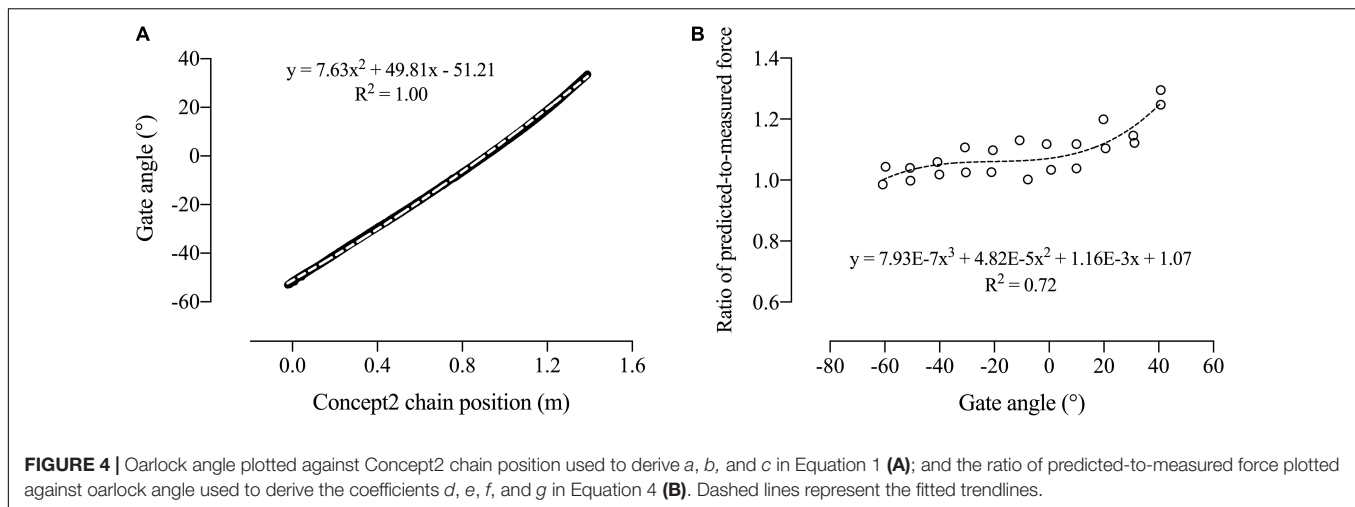 A
Gate angle (°)
40
20
0
-20
-40
-60
y = 7.63x² + 49.81x - 51.21
R² = 1.00
0.0 0.4 0.8 1.2 1.6
Concept2 chain position (m)
B
Ratio of predicted-to-measured force
1.4
1.2
1.0
0.8
0.6
y = 7.93E-7x³ + 4.82E-5x² + 1.16E-3x + 1.07
R² = 0.72
-80 -60 -40 -20 0 20 40 60
Gate angle (°)
FIGURE 4 | Oarlock angle plotted against Concept2 chain position used to derive a, b, and c in Equation 1 (A); and the ratio of predicted-to-measured force plotted
against oarlock angle used to derive the coefficients d, e, f, and g in Equation 4 (B). Dashed lines represent the fitted trendlines.